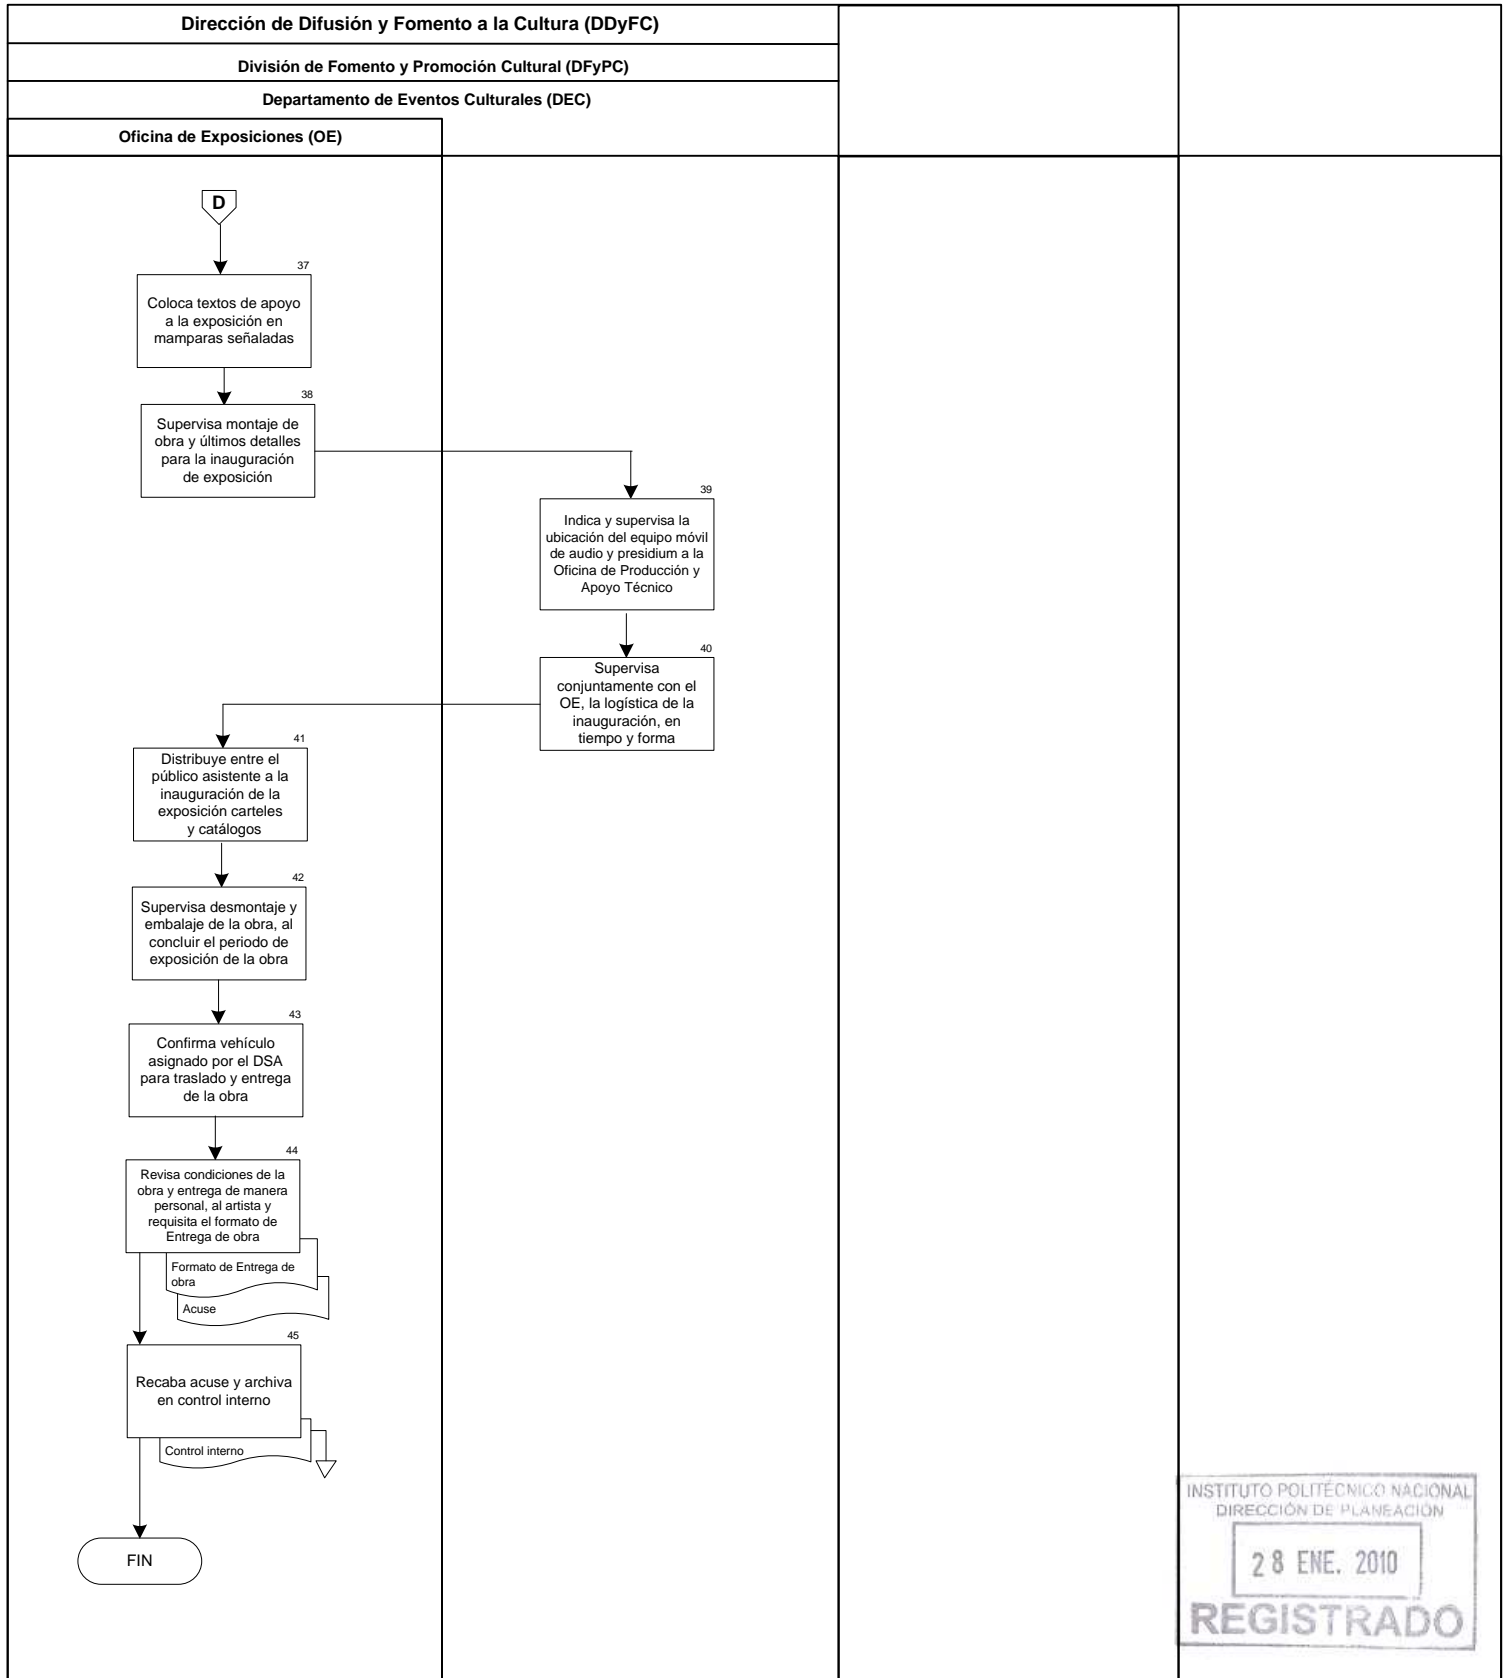 Dirección de Difusión y Fomento a la Cultura (DDyFC)
División de Fomento y Promoción Cultural (DFyPC)
Departamento de Eventos Culturales (DEC)
Oficina de Exposiciones (OE)
D
37
Coloca textos de apoyo
a la exposición en
mamparas señaladas
38
Supervisa montaje de
obra y últimos detalles
para la inauguración
de exposición
39
Indica y supervisa la
ubicación del equipo móvil
de audio y presidium a la
Oficina de Producción y
Apoyo Técnico
40
Supervisa
conjuntamente con el
OE, la logística de la
inauguración, en
tiempo y forma
41
Distribuye entre el
público asistente a la
inauguración de la
exposición carteles
y catálogos
42
Supervisa desmontaje y
embalaje de la obra, al
concluir el periodo de
exposición de la obra
43
Confirma vehículo
asignado por el DSA
para traslado y entrega
de la obra
44
Revisa condiciones de la
obra y entrega de manera
personal, al artista y
requisita el formato de
Entrega de obra
Formato de Entrega de
obra
Acuse
45
Recaba acuse y archiva
en control interno
Control interno
FIN
INSTITUTO POLITÉCNICO NACIONAL
DIRECCIÓN DE PLANEACIÓN
28 ENE. 2010
REGISTRADO